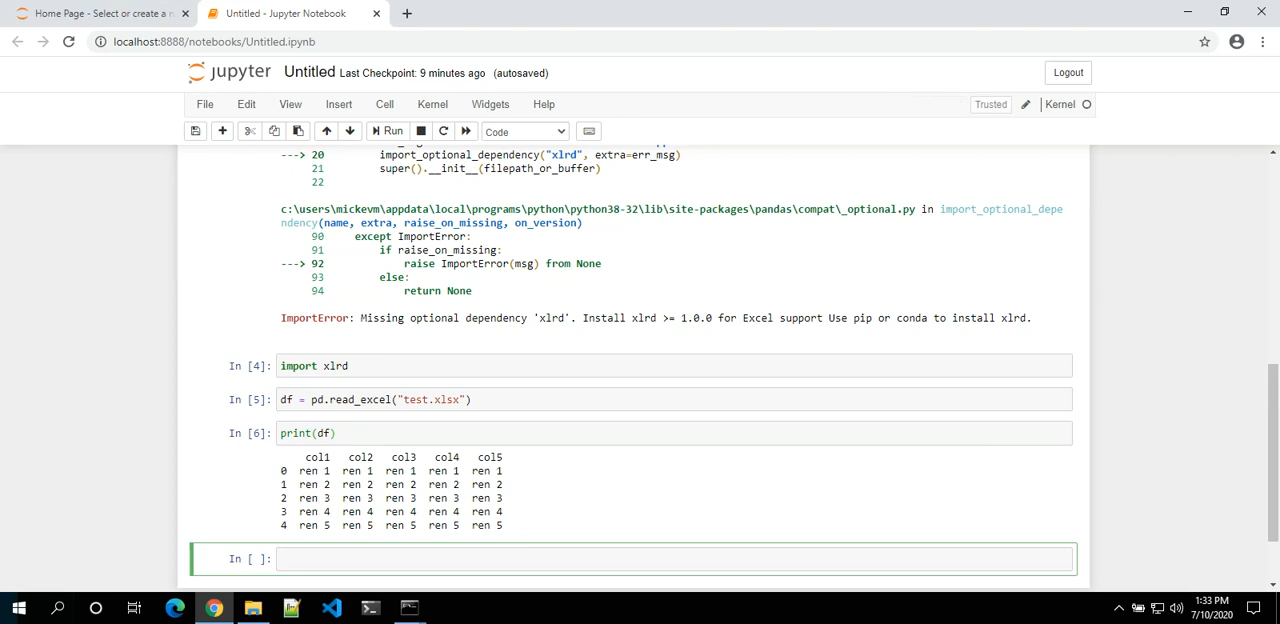 Home Page - Select or create a n
Untitled - Jupyter Notebook
localhost:8888/notebooks/Untitled.ipynb
jupyter Untitled Last Checkpoint: 9 minutes ago (autosaved)
Logout
File Edit View Insert Cell Kernel Widgets Help
Trusted Kernel
Run Code
---> 20 import_optional_dependency("xlrd", extra=err_msg)
21 super().__init__(filepath_or_buffer)
22
c:\users\mickevm\appdata\local\programs\python\python38-32\lib\site-packages\pandas\compat\_optional.py in import_optional_depe
ndency(name, extra, raise_on_missing, on_version)
90 except ImportError:
91 if raise_on_missing:
---> 92 raise ImportError(msg) from None
93 else:
94 return None
ImportError: Missing optional dependency 'xlrd'. Install xlrd >= 1.0.0 for Excel support Use pip or conda to install xlrd.
In [4]: import xlrd
In [5]: df = pd.read_excel("test.xlsx")
In [6]: print(df)
col1 col2 col3 col4 col5
0 ren 1 ren 1 ren 1 ren 1 ren 1
1 ren 2 ren 2 ren 2 ren 2 ren 2
2 ren 3 ren 3 ren 3 ren 3 ren 3
3 ren 4 ren 4 ren 4 ren 4 ren 4
4 ren 5 ren 5 ren 5 ren 5 ren 5
In [ ]:
1:33 PM
7/10/2020